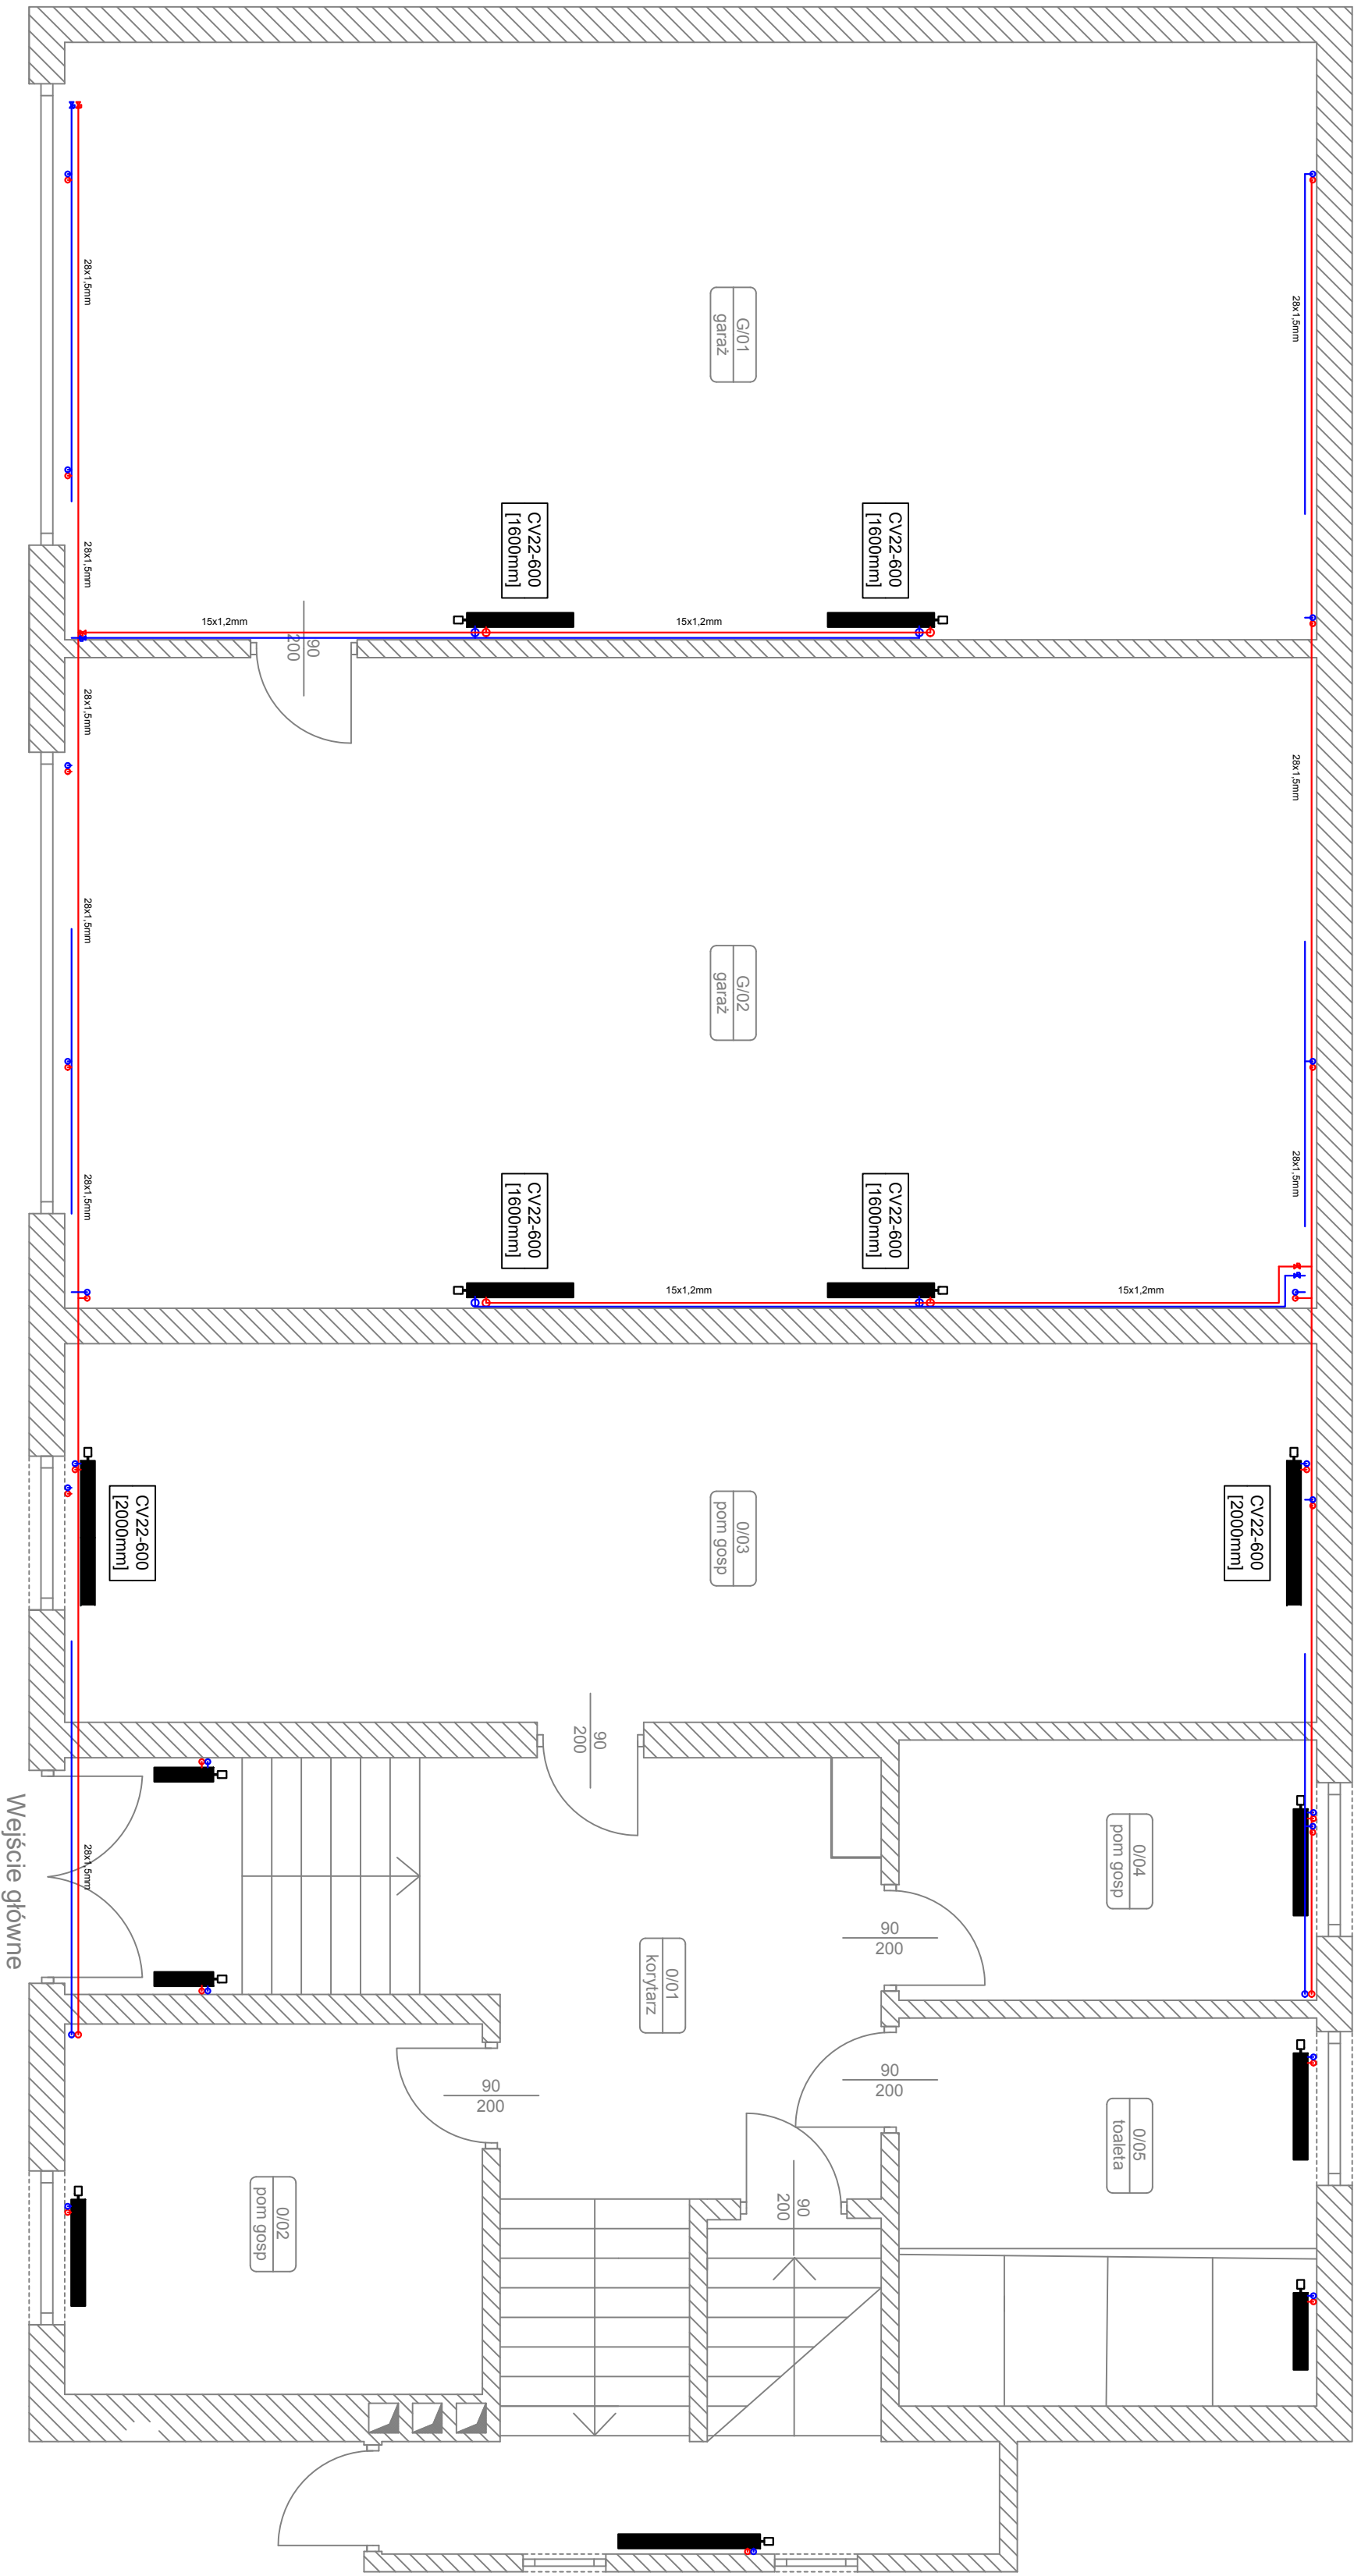 28x1,5mm
28x1,5mm
G/01
garaż
CV22-600
[1600mm]
CV22-600
[1600mm]
28x1,5mm
15x1,2mm
15x1,2mm
90
200
28x1,5mm
28x1,5mm
28x1,5mm
G/02
garaż
CV22-600
[1600mm]
CV22-600
[1600mm]
28x1,5mm
28x1,5mm
15x1,2mm
15x1,2mm
CV22-600
[2000mm]
0/03
pom gosp
CV22-600
[2000mm]
90
200
Wejście główne
28x1,5mm
0/04
pom gosp
90
200
0/01
korytarz
90
200
90
200
0/05
toaleta
90
200
0/02
pom gosp